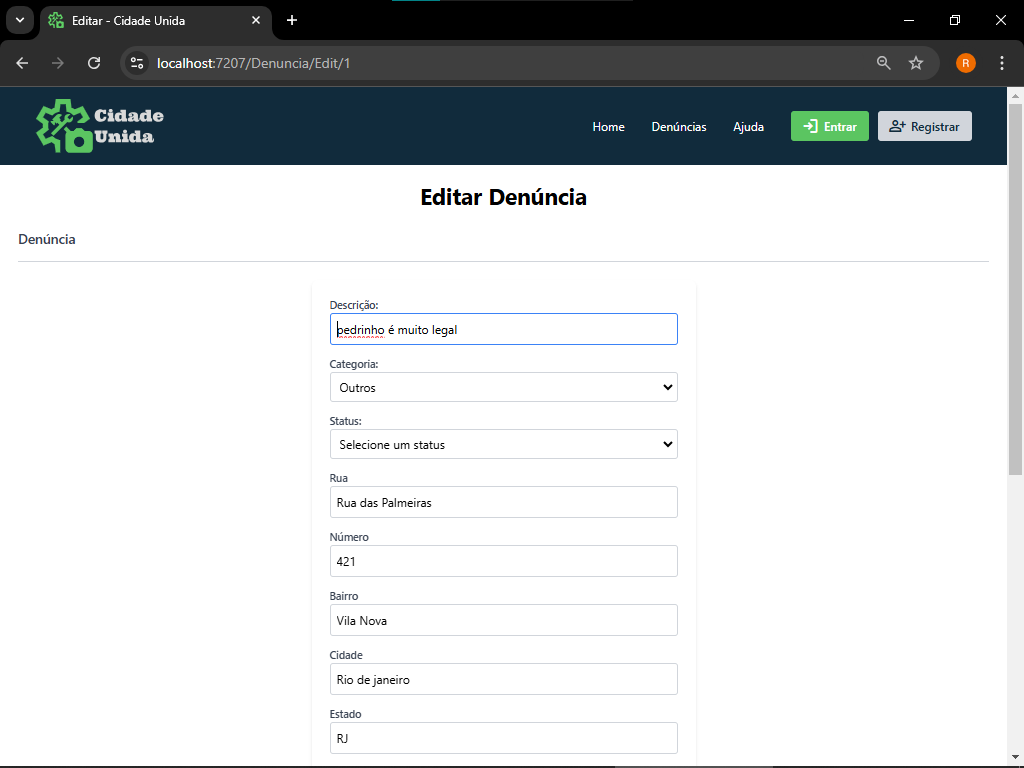 Editar - Cidade Unida
localhost:7207/Denuncia/Edit/1
R
Cidade
Unida
Home
Denúncias
Ajuda
Entrar
Registrar
Editar Denúncia
Denúncia
Descrição:
pedrinho é muito legal
Categoria:
Outros
Status:
Selecione um status
Rua
Rua das Palmeiras
Número
421
Bairro
Vila Nova
Cidade
Rio de janeiro
Estado
RJ